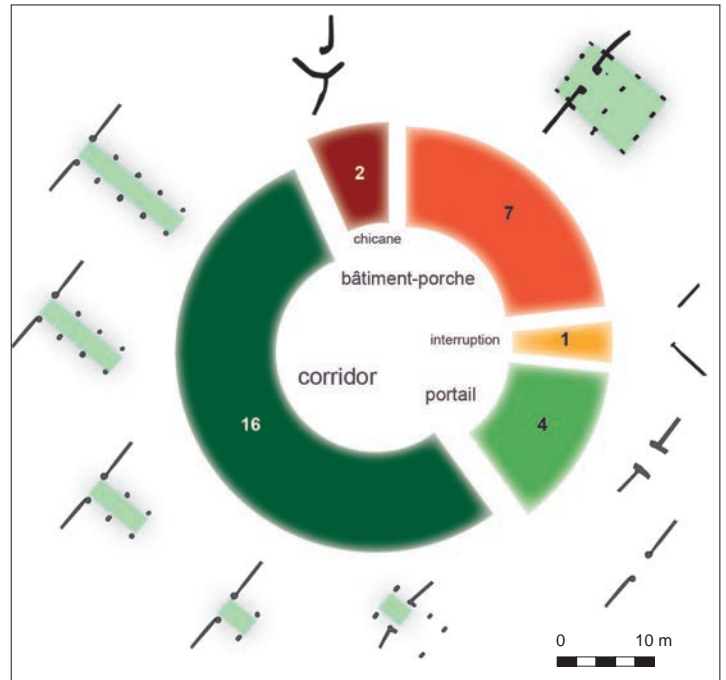 2
7
chicane
bâtiment-porche
interruption
1
corridor
portail
16
4
0 10 m